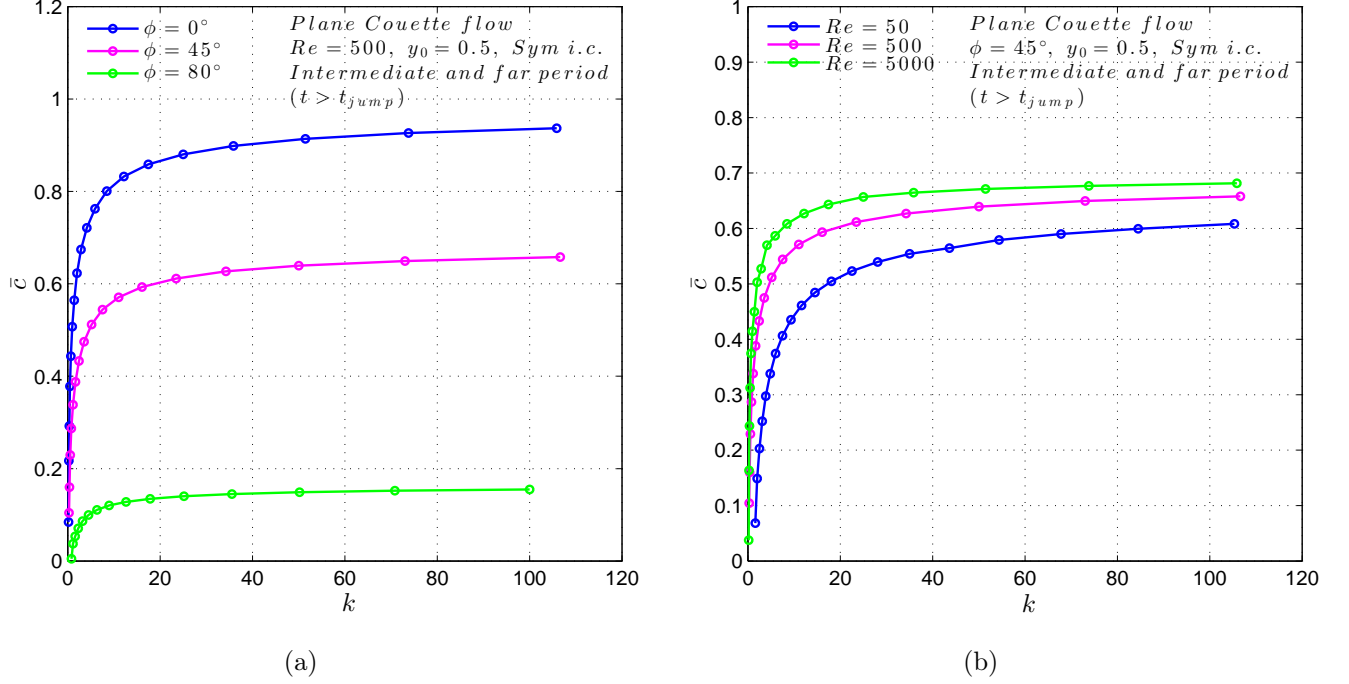 1.2
1
0.8
0.6
0.4
0.2
0
c̄
0 20 40 60 80 100 120
k
ϕ = 0°
ϕ = 45°
ϕ = 80°
Plane Couette flow
Re = 500, y₀ = 0.5, Sym i.c.
Intermediate and far period
(t > t_jump)
(a)
1
0.9
0.8
0.7
0.6
0.5
0.4
0.3
0.2
0.1
0
c̄
0 20 40 60 80 100 120
k
Re = 50
Re = 500
Re = 5000
Plane Couette flow
ϕ = 45°, y₀ = 0.5, Sym i.c.
Intermediate and far period
(t > t_jump)
(b)